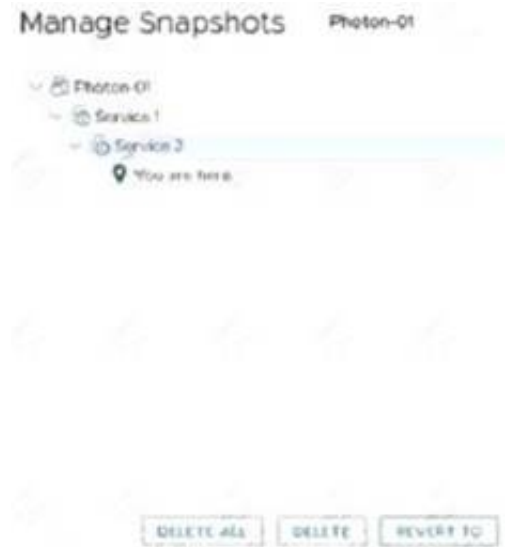 Manage Snapshots Photon-01
Photon-01
Service 1
Service 2
You are here
DELETE ALL DELETE REVERT TO